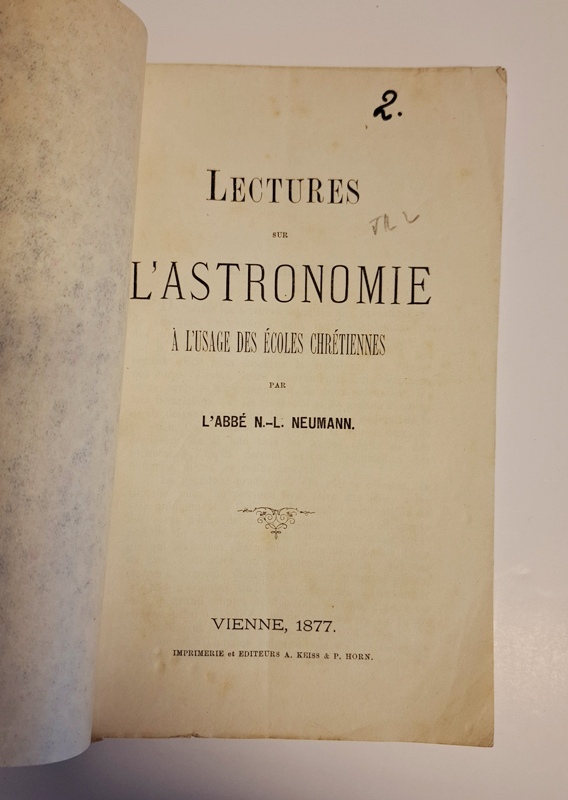 2.
LECTURES
SUR
L'ASTRONOMIE
À L'USAGE DES ÉCOLES CHRÉTIENNES
PAR
L'ABBÉ N.-L. NEUMANN.
VIENNE, 1877.
IMPRIMERIE et EDITEURS A. KEISS & P. HORN.